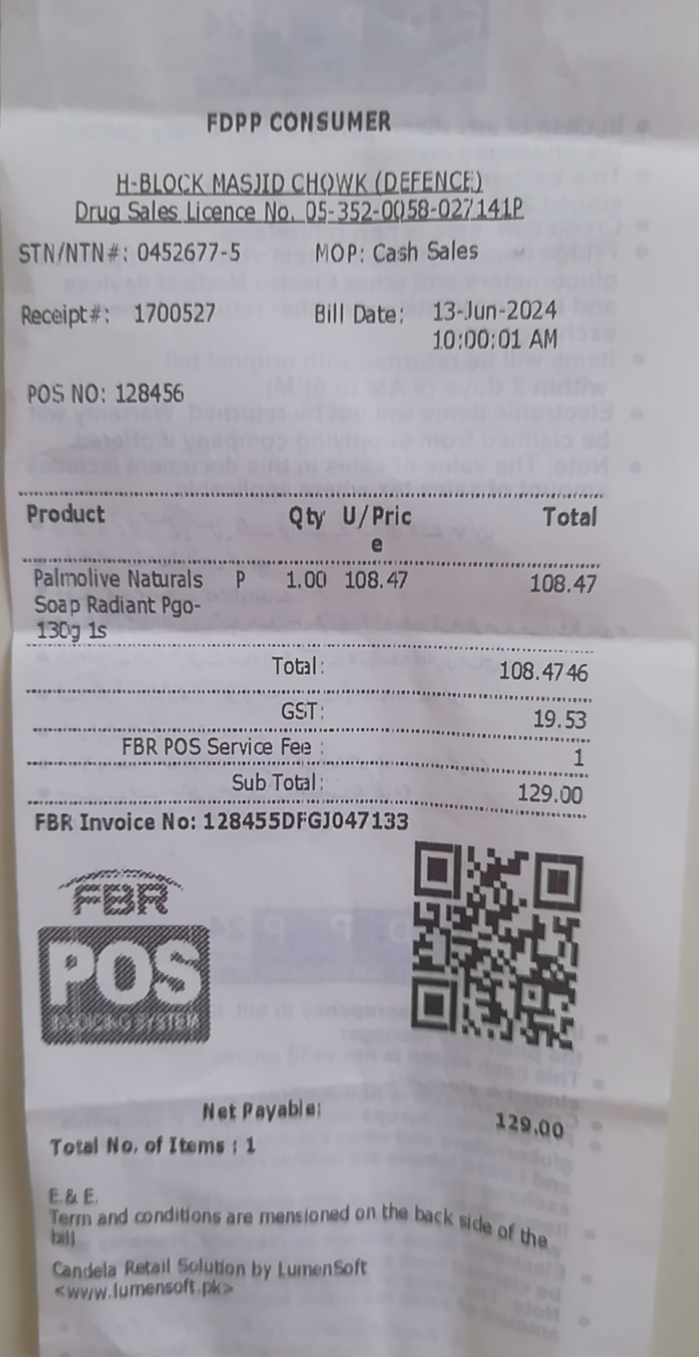 FDPP CONSUMER
H-BLOCK MASJID CHOWK (DEFENCE)
Drug Sales Licence No. 05-352-0058-027141P
STN/NTN#: 0452677-5 MOP: Cash Sales
Receipt#: 1700527 Bill Date: 13-Jun-2024
10:00:01 AM
POS NO: 128456
Product Qty U/Pric Total
e
Palmolive Naturals P 1.00 108.47 108.47
Soap Radiant Pgo-
130g 1s
Total: 108.4746
GST: 19.53
FBR POS Service Fee : 1
Sub Total: 129.00
FBR Invoice No: 128455DFGJ047133
FBR
POS
INVOICING SYSTEM
Net Payable: 129.00
Total No. of Items : 1
E.& E.
Term and conditions are mentioned on the back side of the
bill
Candela Retail Solution by LumenSoft
<www.lumensoft.pk>